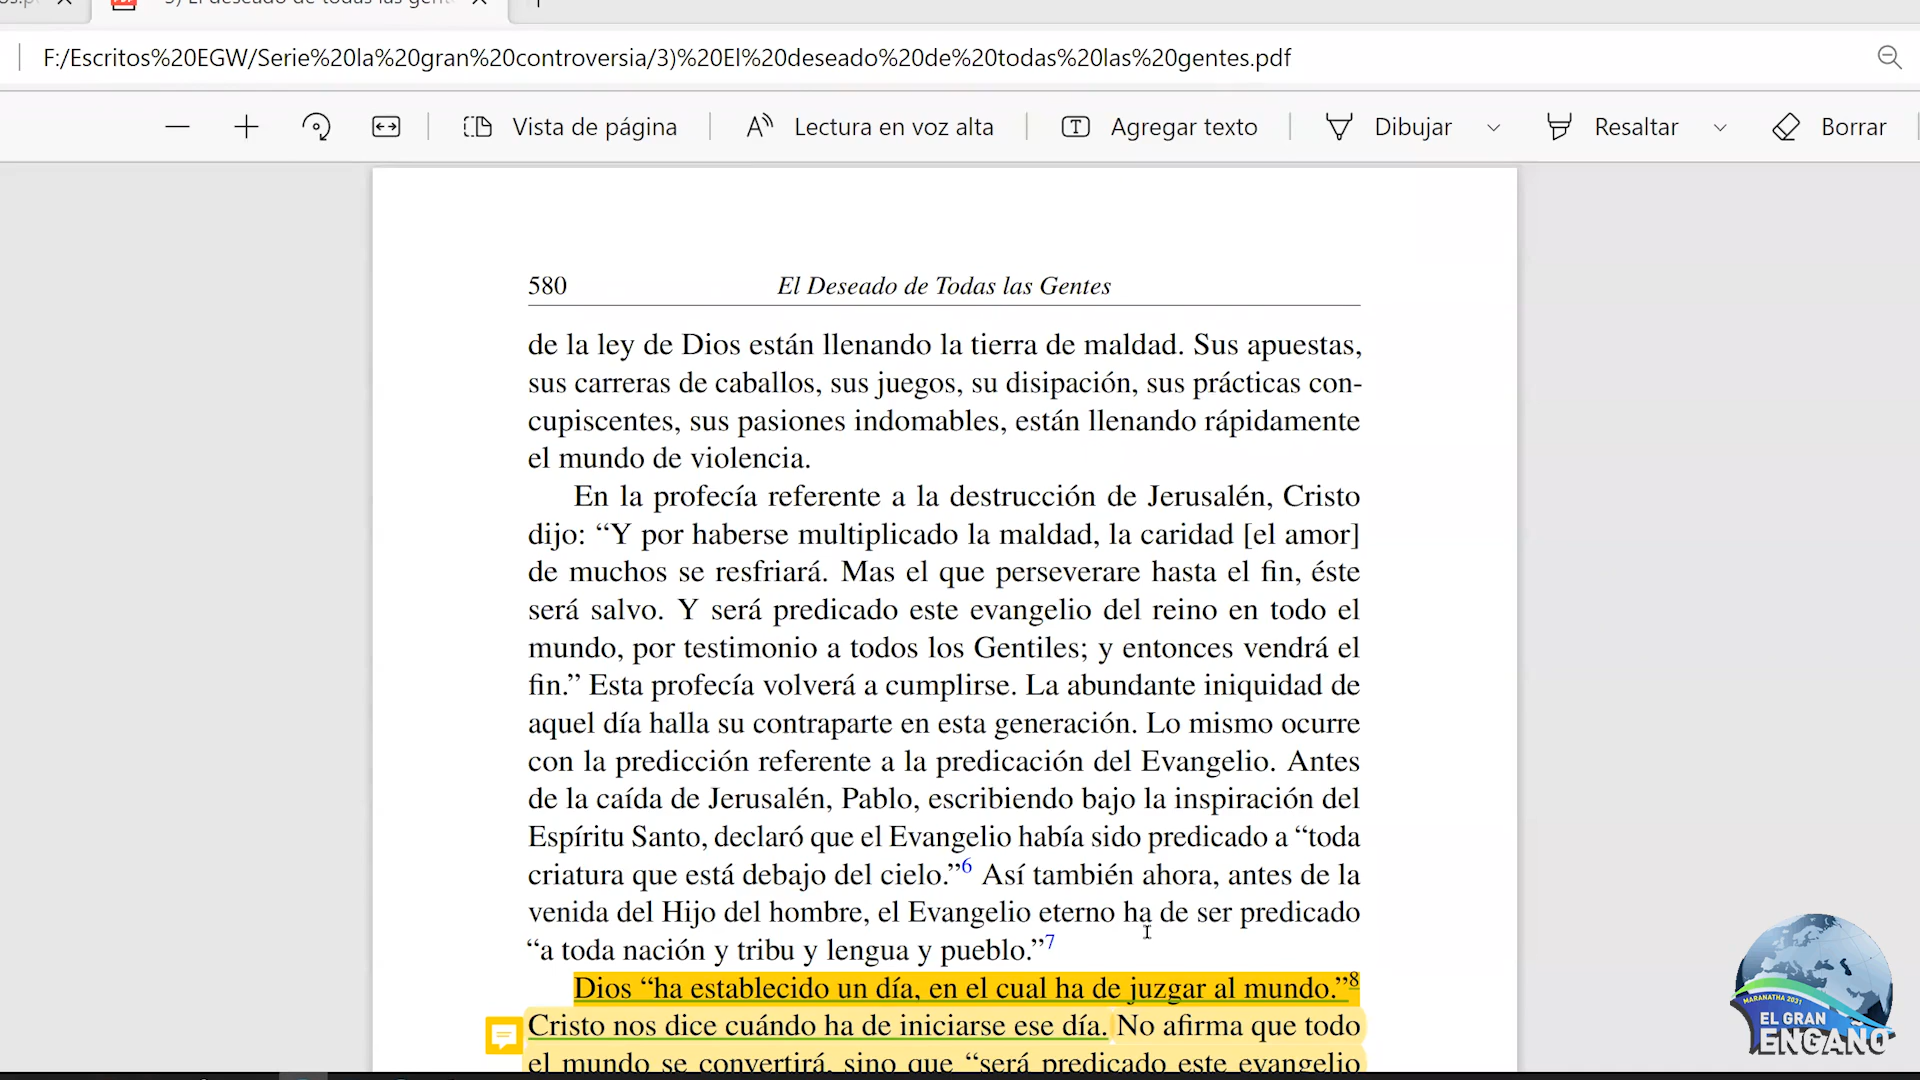 F:/Escritos%20EGW/Serie%20la%20gran%20controversia/3)%20El%20deseado%20de%20todas%20las%20gentes.pdf
Vista de página Lectura en voz alta Agregar texto Dibujar Resaltar Borrar
580 El Deseado de Todas las Gentes
de la ley de Dios están llenando la tierra de maldad. Sus apuestas,
sus carreras de caballos, sus juegos, su disipación, sus prácticas con-
cupiscentes, sus pasiones indomables, están llenando rápidamente
el mundo de violencia.
En la profecía referente a la destrucción de Jerusalén, Cristo
dijo: “Y por haberse multiplicado la maldad, la caridad [el amor]
de muchos se resfriará. Mas el que perseverare hasta el fin, éste
será salvo. Y será predicado este evangelio del reino en todo el
mundo, por testimonio a todos los Gentiles; y entonces vendrá el
fin.” Esta profecía volverá a cumplirse. La abundante iniquidad de
aquel día halla su contraparte en esta generación. Lo mismo ocurre
con la predicción referente a la predicación del Evangelio. Antes
de la caída de Jerusalén, Pablo, escribiendo bajo la inspiración del
Espíritu Santo, declaró que el Evangelio había sido predicado a “toda
criatura que está debajo del cielo.”6 Así también ahora, antes de la
venida del Hijo del hombre, el Evangelio eterno ha de ser predicado
“a toda nación y tribu y lengua y pueblo.”7
Dios “ha establecido un día, en el cual ha de juzgar al mundo.”8
Cristo nos dice cuándo ha de iniciarse ese día. No afirma que todo
el mundo se convertirá, sino que “será predicado este evangelio
MARANATHA 2031
EL GRAN
ENGAÑO